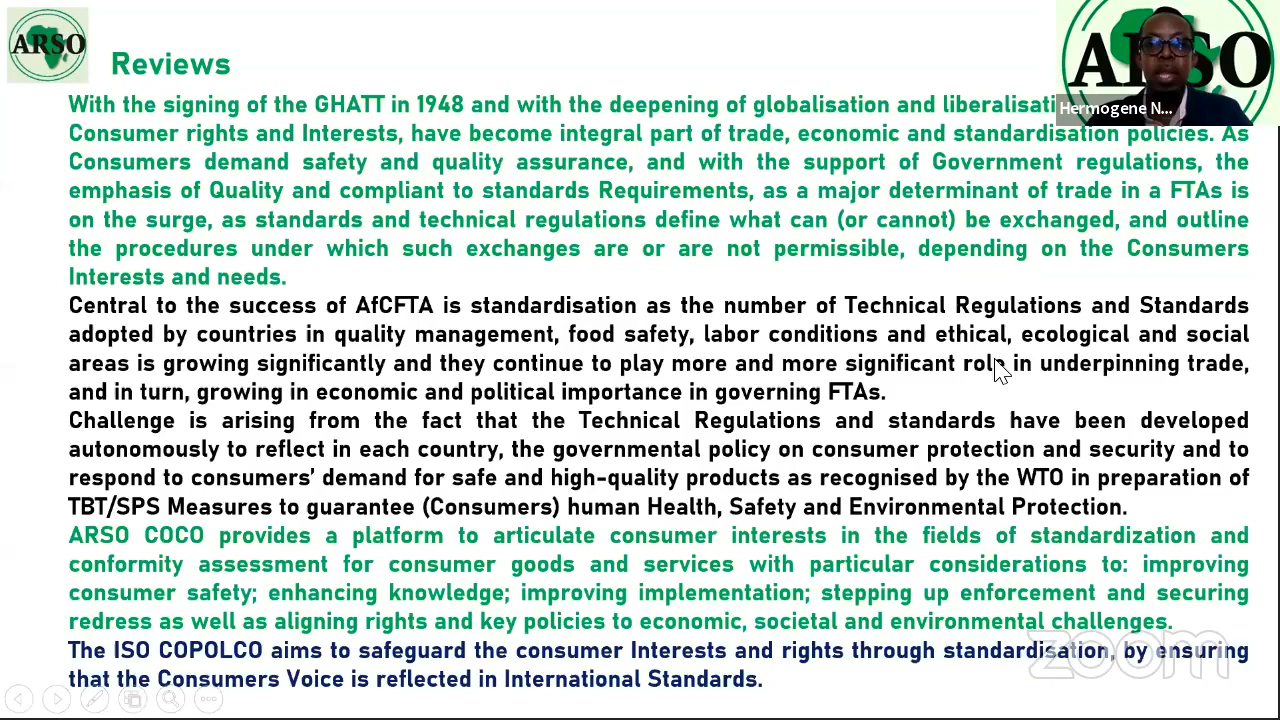 ARSO
Reviews
ARSO
Hermogene N...
With the signing of the GHATT in 1948 and with the deepening of globalisation and
Consumer rights and Interests, have become integral part of trade, economic and standardisation policies. As
Consumers demand safety and quality assurance, and with the support of Government regulations, the
emphasis of Quality and compliant to standards Requirements, as a major determinant of trade in a FTAs is
on the surge, as standards and technical regulations define what can (or cannot) be exchanged, and outline
the procedures under which such exchanges are or are not permissible, depending on the Consumers
Interests and needs.
Central to the success of AfCFTA is standardisation as the number of Technical Regulations and Standards
adopted by countries in quality management, food safety, labor conditions and ethical, ecological and social
areas is growing significantly and they continue to play more and more significant role in underpinning trade,
and in turn, growing in economic and political importance in governing FTAs.
Challenge is arising from the fact that the Technical Regulations and standards have been developed
autonomously to reflect in each country, the governmental policy on consumer protection and security and to
respond to consumers' demand for safe and high-quality products as recognised by the WTO in preparation of
TBT/SPS Measures to guarantee (Consumers) human Health, Safety and Environmental Protection.
ARSO COCO provides a platform to articulate consumer interests in the fields of standardization and
conformity assessment for consumer goods and services with particular considerations to: improving
consumer safety; enhancing knowledge; improving implementation; stepping up enforcement and securing
redress as well as aligning rights and key policies to economic, societal and environmental challenges.
The ISO COPOLCO aims to safeguard the consumer Interests and rights through standardisation, by ensuring
that the Consumers Voice is reflected in International Standards.
zoom